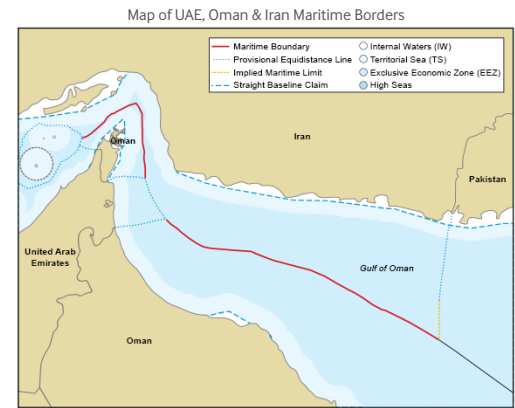 Map of UAE, Oman & Iran Maritime Borders
Maritime Boundary
Provisional Equidistance Line
Implied Maritime Limit
Straight Baseline Claim
Internal Waters (IW)
Territorial Sea (TS)
Exclusive Economic Zone (EEZ)
High Seas
Oman
Iran
Pakistan
United Arab
Emirates
Gulf of Oman
Oman